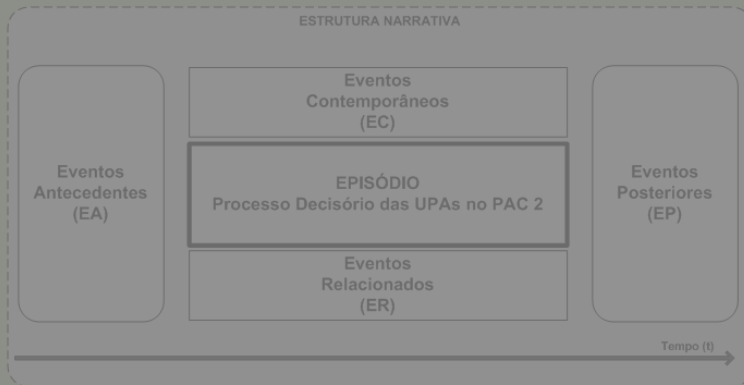 ESTRUTURA NARRATIVA
Eventos
Antecedentes
(EA)
Eventos
Contemporâneos
(EC)
EPISÓDIO
Processo Decisório das UPAs no PAC 2
Eventos
Relacionados
(ER)
Eventos
Posteriores
(EP)
Tempo (t)